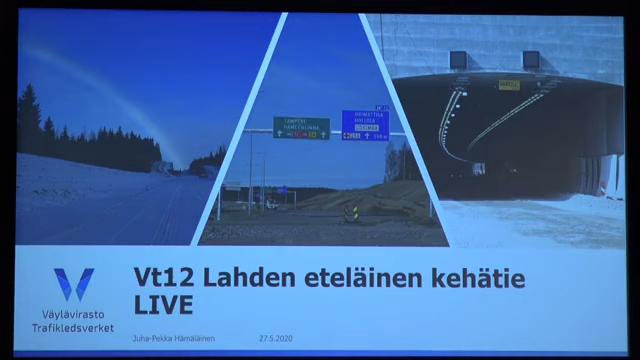 TAMPERE
HÄMEENLINNA
Vt12 Lahden eteläinen kehätie
LIVE
Väylävirasto
Trafikledsverket
Juha-Pekka Hämäläinen
27.5.2020